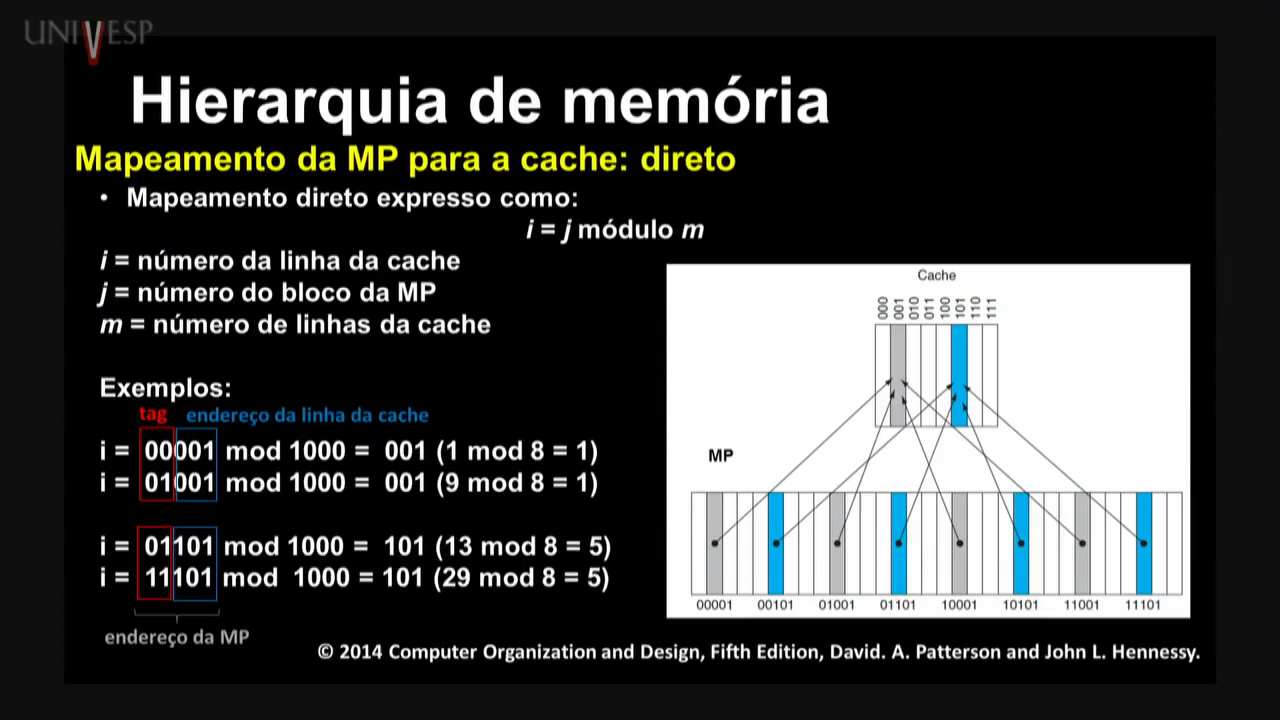 UNIVESP
Hierarquia de memória
Mapeamento da MP para a cache: direto
• Mapeamento direto expresso como:
i = j módulo m
i = número da linha da cache
j = número do bloco da MP
m = número de linhas da cache
Exemplos:
tag endereço da linha da cache
i = 00001 mod 1000 = 001 (1 mod 8 = 1)
i = 01001 mod 1000 = 001 (9 mod 8 = 1)
i = 01101 mod 1000 = 101 (13 mod 8 = 5)
i = 11101 mod 1000 = 101 (29 mod 8 = 5)
endereço da MP
Cache
000 001 010 011 100 101 110 111
MP
00001 00101 01001 01101 10001 10101 11001 11101
© 2014 Computer Organization and Design, Fifth Edition, David. A. Patterson and John L. Hennessy.